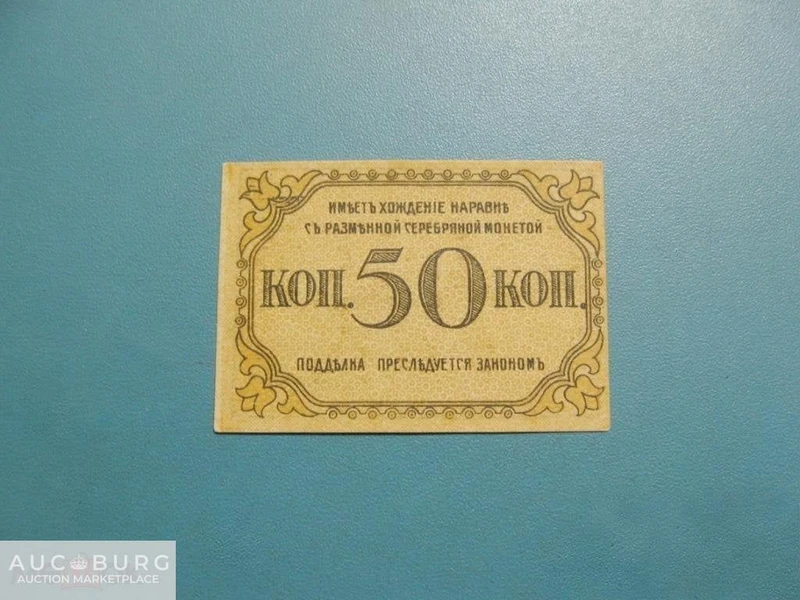 ИМѢЕТЪ ХОЖДЕНІЕ НАРАВНѢ
СЪ РАЗМѢННОЙ СЕРЕБРЯНОЙ МОНЕТОЙ
КОП. 50 КОП.
ПОДДѢЛКА ПРЕСЛѢДУЕТСЯ ЗАКОНОМЪ
AUCBURG
AUCTION MARKETPLACE